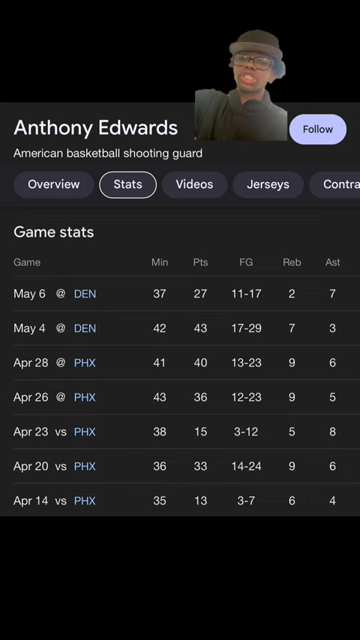 Anthony Edwards
Follow
American basketball shooting guard
Overview Stats Videos Jerseys Contra
Game stats
Game Min Pts FG Reb Ast
May 6 @ DEN 37 27 11-17 2 7
May 4 @ DEN 42 43 17-29 7 3
Apr 28 @ PHX 41 40 13-23 9 6
Apr 26 @ PHX 43 36 12-23 9 5
Apr 23 vs PHX 38 15 3-12 5 8
Apr 20 vs PHX 36 33 14-24 9 6
Apr 14 vs PHX 35 13 3-7 6 4